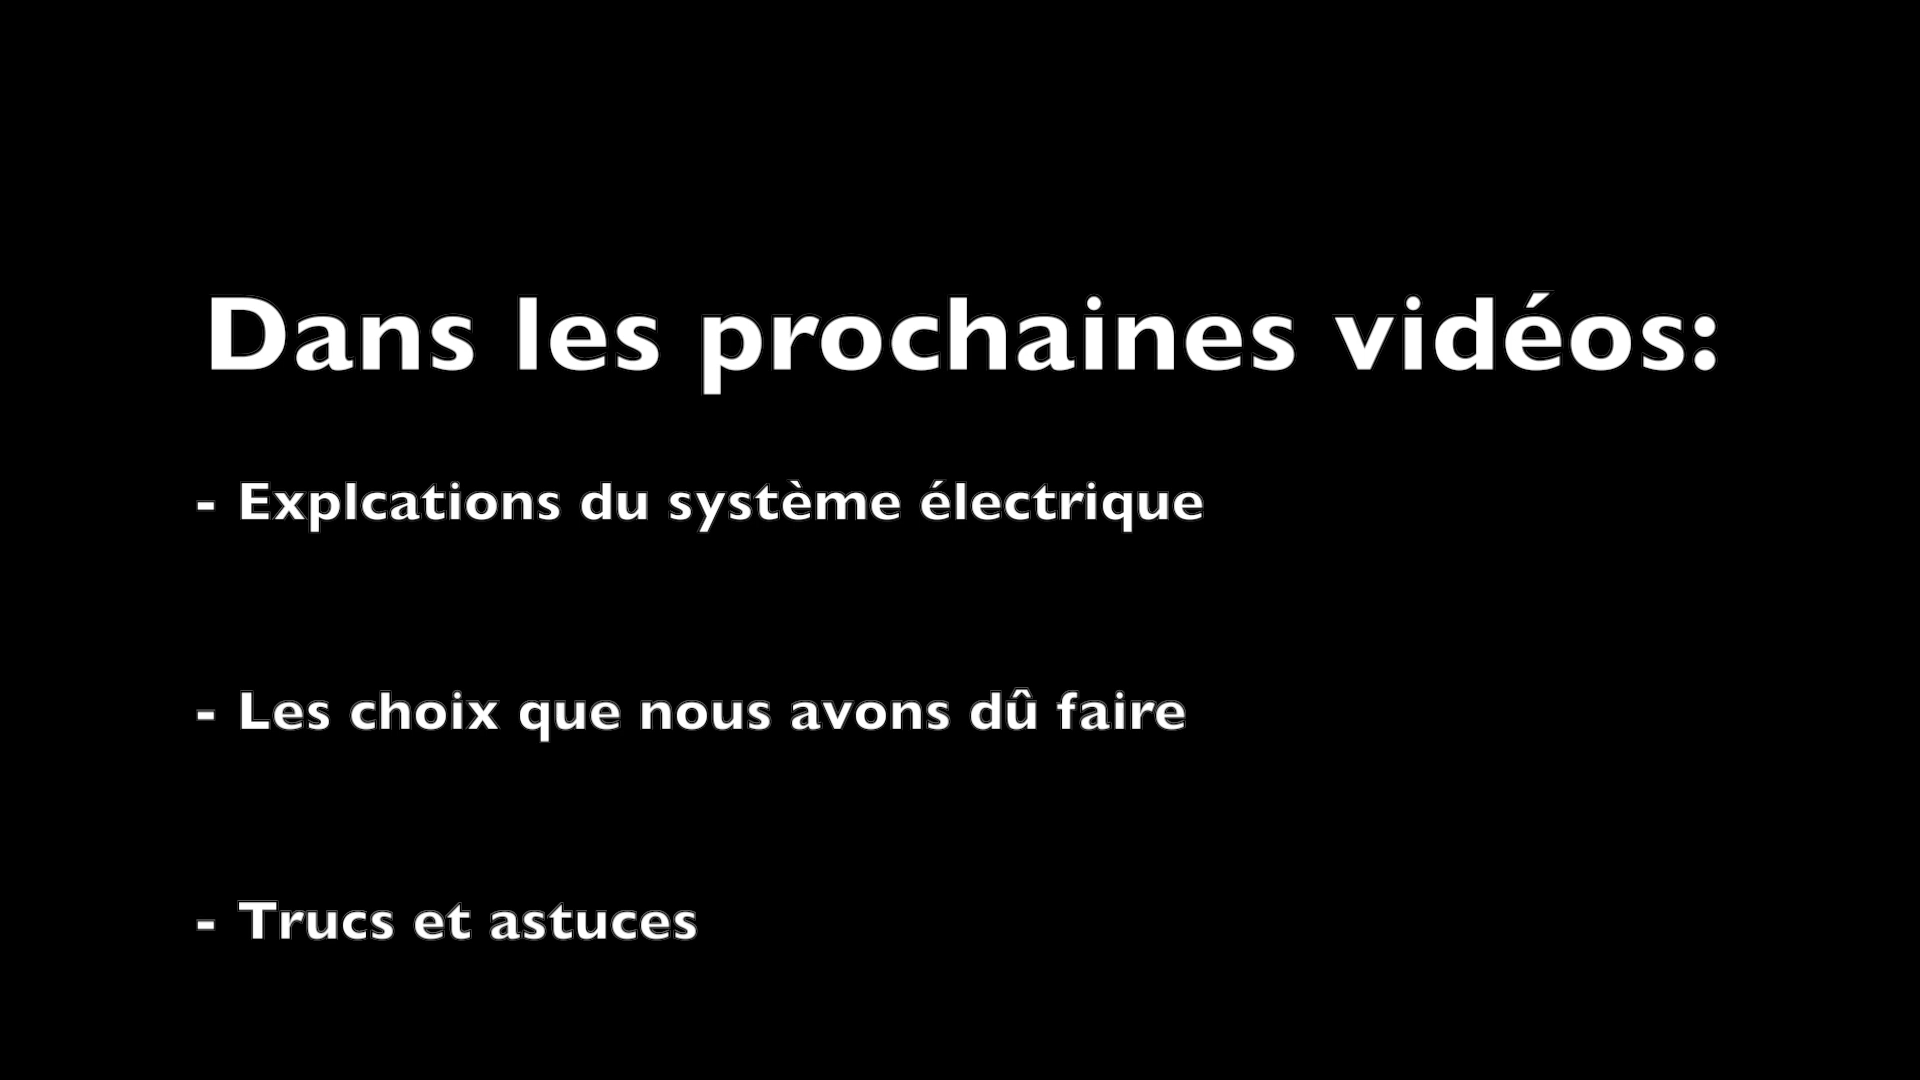 Dans les prochaines vidéos:
- Explcations du système électrique
- Les choix que nous avons dû faire
- Trucs et astuces